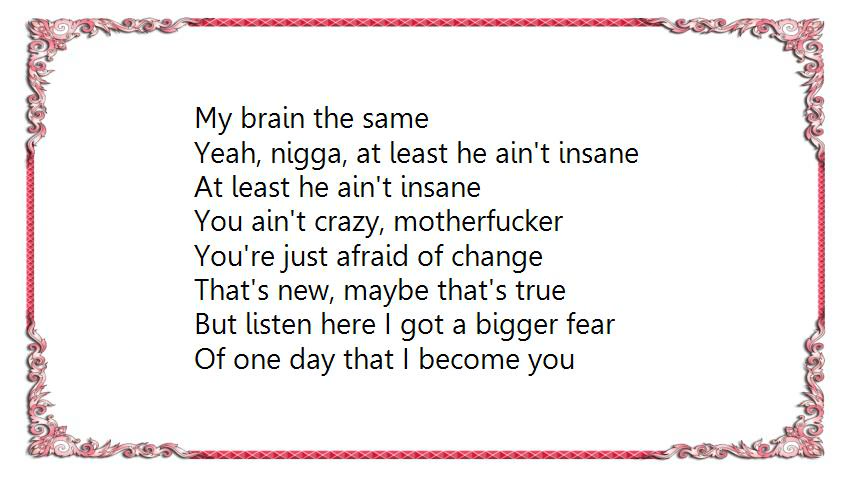 My brain the same
Yeah, nigga, at least he ain't insane
At least he ain't insane
You ain't crazy, motherfucker
You're just afraid of change
That's new, maybe that's true
But listen here I got a bigger fear
Of one day that I become you